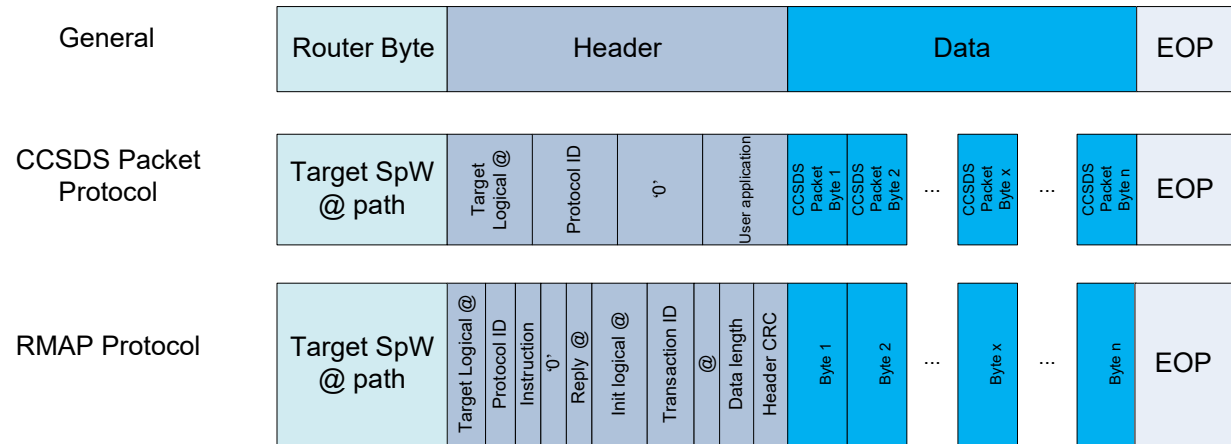 General
Router Byte
Header
Data
EOP
CCSDS Packet
Protocol
Target SpW
@ path
Target
Logical @
Protocol ID
‘0’
User application
CCSDS
Packet
Byte 1
CCSDS
Packet
Byte 2
...
CCSDS
Packet
Byte x
...
CCSDS
Packet
Byte n
EOP
RMAP Protocol
Target SpW
@ path
Target Logical @
Protocol ID
Instruction
‘0’
Reply @
Init logical @
Transaction ID
@
Data length
Header CRC
Byte 1
Byte 2
...
Byte x
...
Byte n
EOP